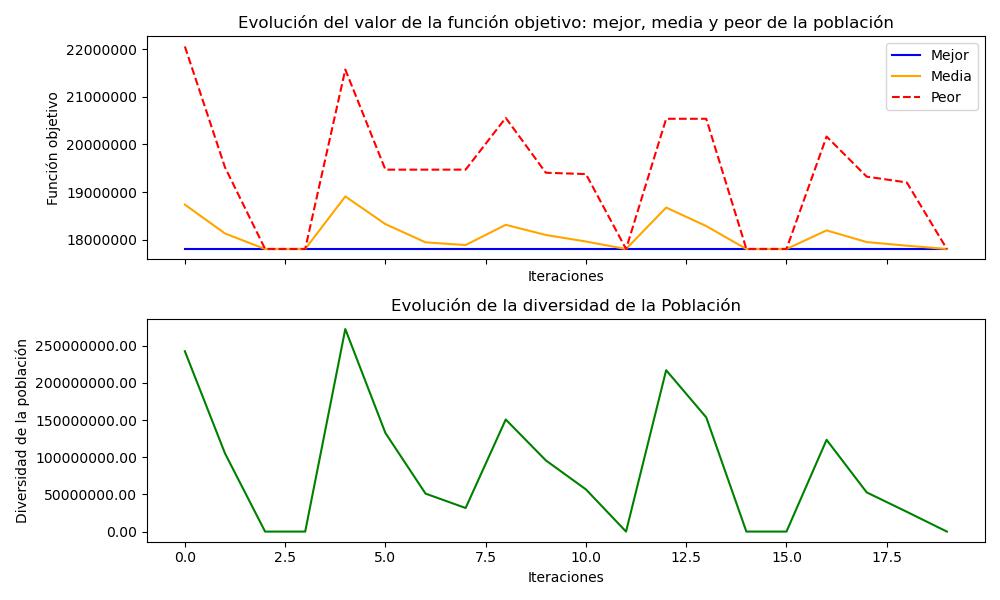 Evolución del valor de la función objetivo: mejor, media y peor de la población
22000000
21000000
20000000
19000000
18000000
Función objetivo
Mejor
Media
Peor
Iteraciones
Evolución de la diversidad de la Población
250000000.00
200000000.00
150000000.00
100000000.00
50000000.00
0.00
Diversidad de la población
0.0 2.5 5.0 7.5 10.0 12.5 15.0 17.5
Iteraciones